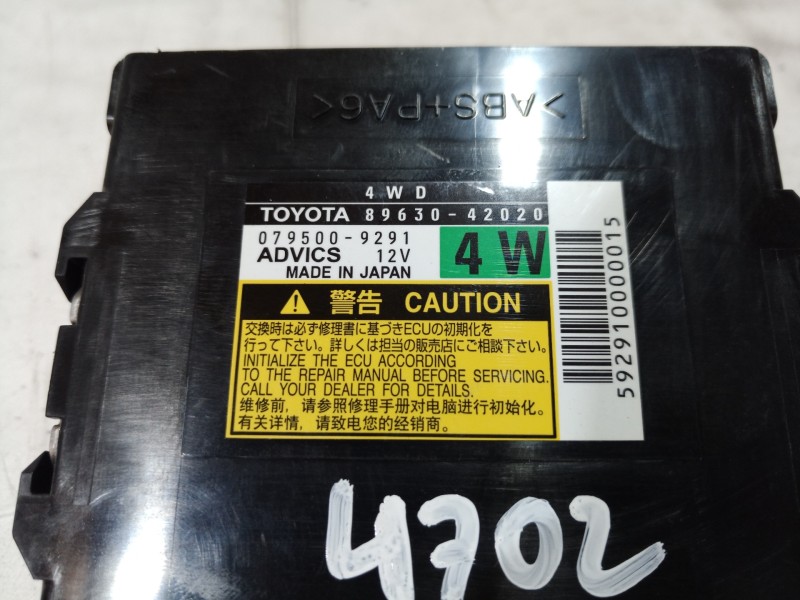 >ABS+PA6<
4WD
TOYOTA 89630-42020
079500-9291
ADVICS 12V
MADE IN JAPAN
4W
警告 CAUTION
交換時は必ず修理書に基づきECUの初期化を
行って下さい。詳しくは担当の販売店にご相談下さい。
INITIALIZE THE ECU ACCORDING
TO THE REPAIR MANUAL BEFORE SERVICING.
CALL YOUR DEALER FOR DETAILS.
维修前, 请参照修理手册对电脑进行初始化。
有关详情, 请致电您的经销商。
592910000015
4702